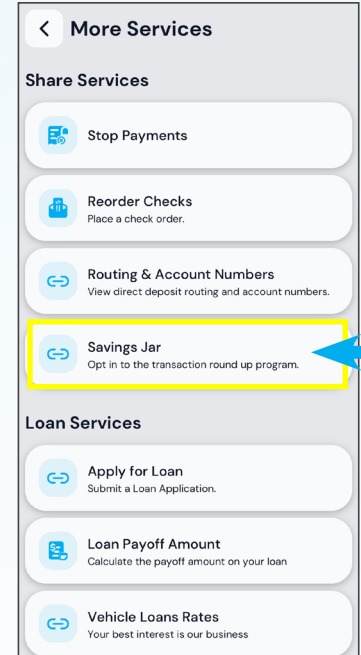 More Services
Share Services
Stop Payments
Reorder Checks
Place a check order.
Routing & Account Numbers
View direct deposit routing and account numbers.
Savings Jar
Opt in to the transaction round up program.
Loan Services
Apply for Loan
Submit a Loan Application.
Loan Payoff Amount
Calculate the payoff amount on your loan
Vehicle Loans Rates
Your best interest is our business